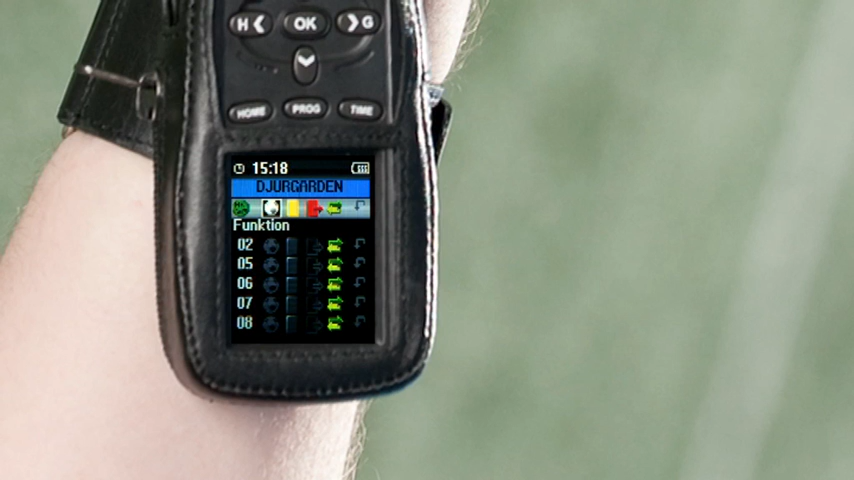 H OK G
HOME PROG TIME
15:18
DJURGARDEN
Funktion
02
05
06
07
08